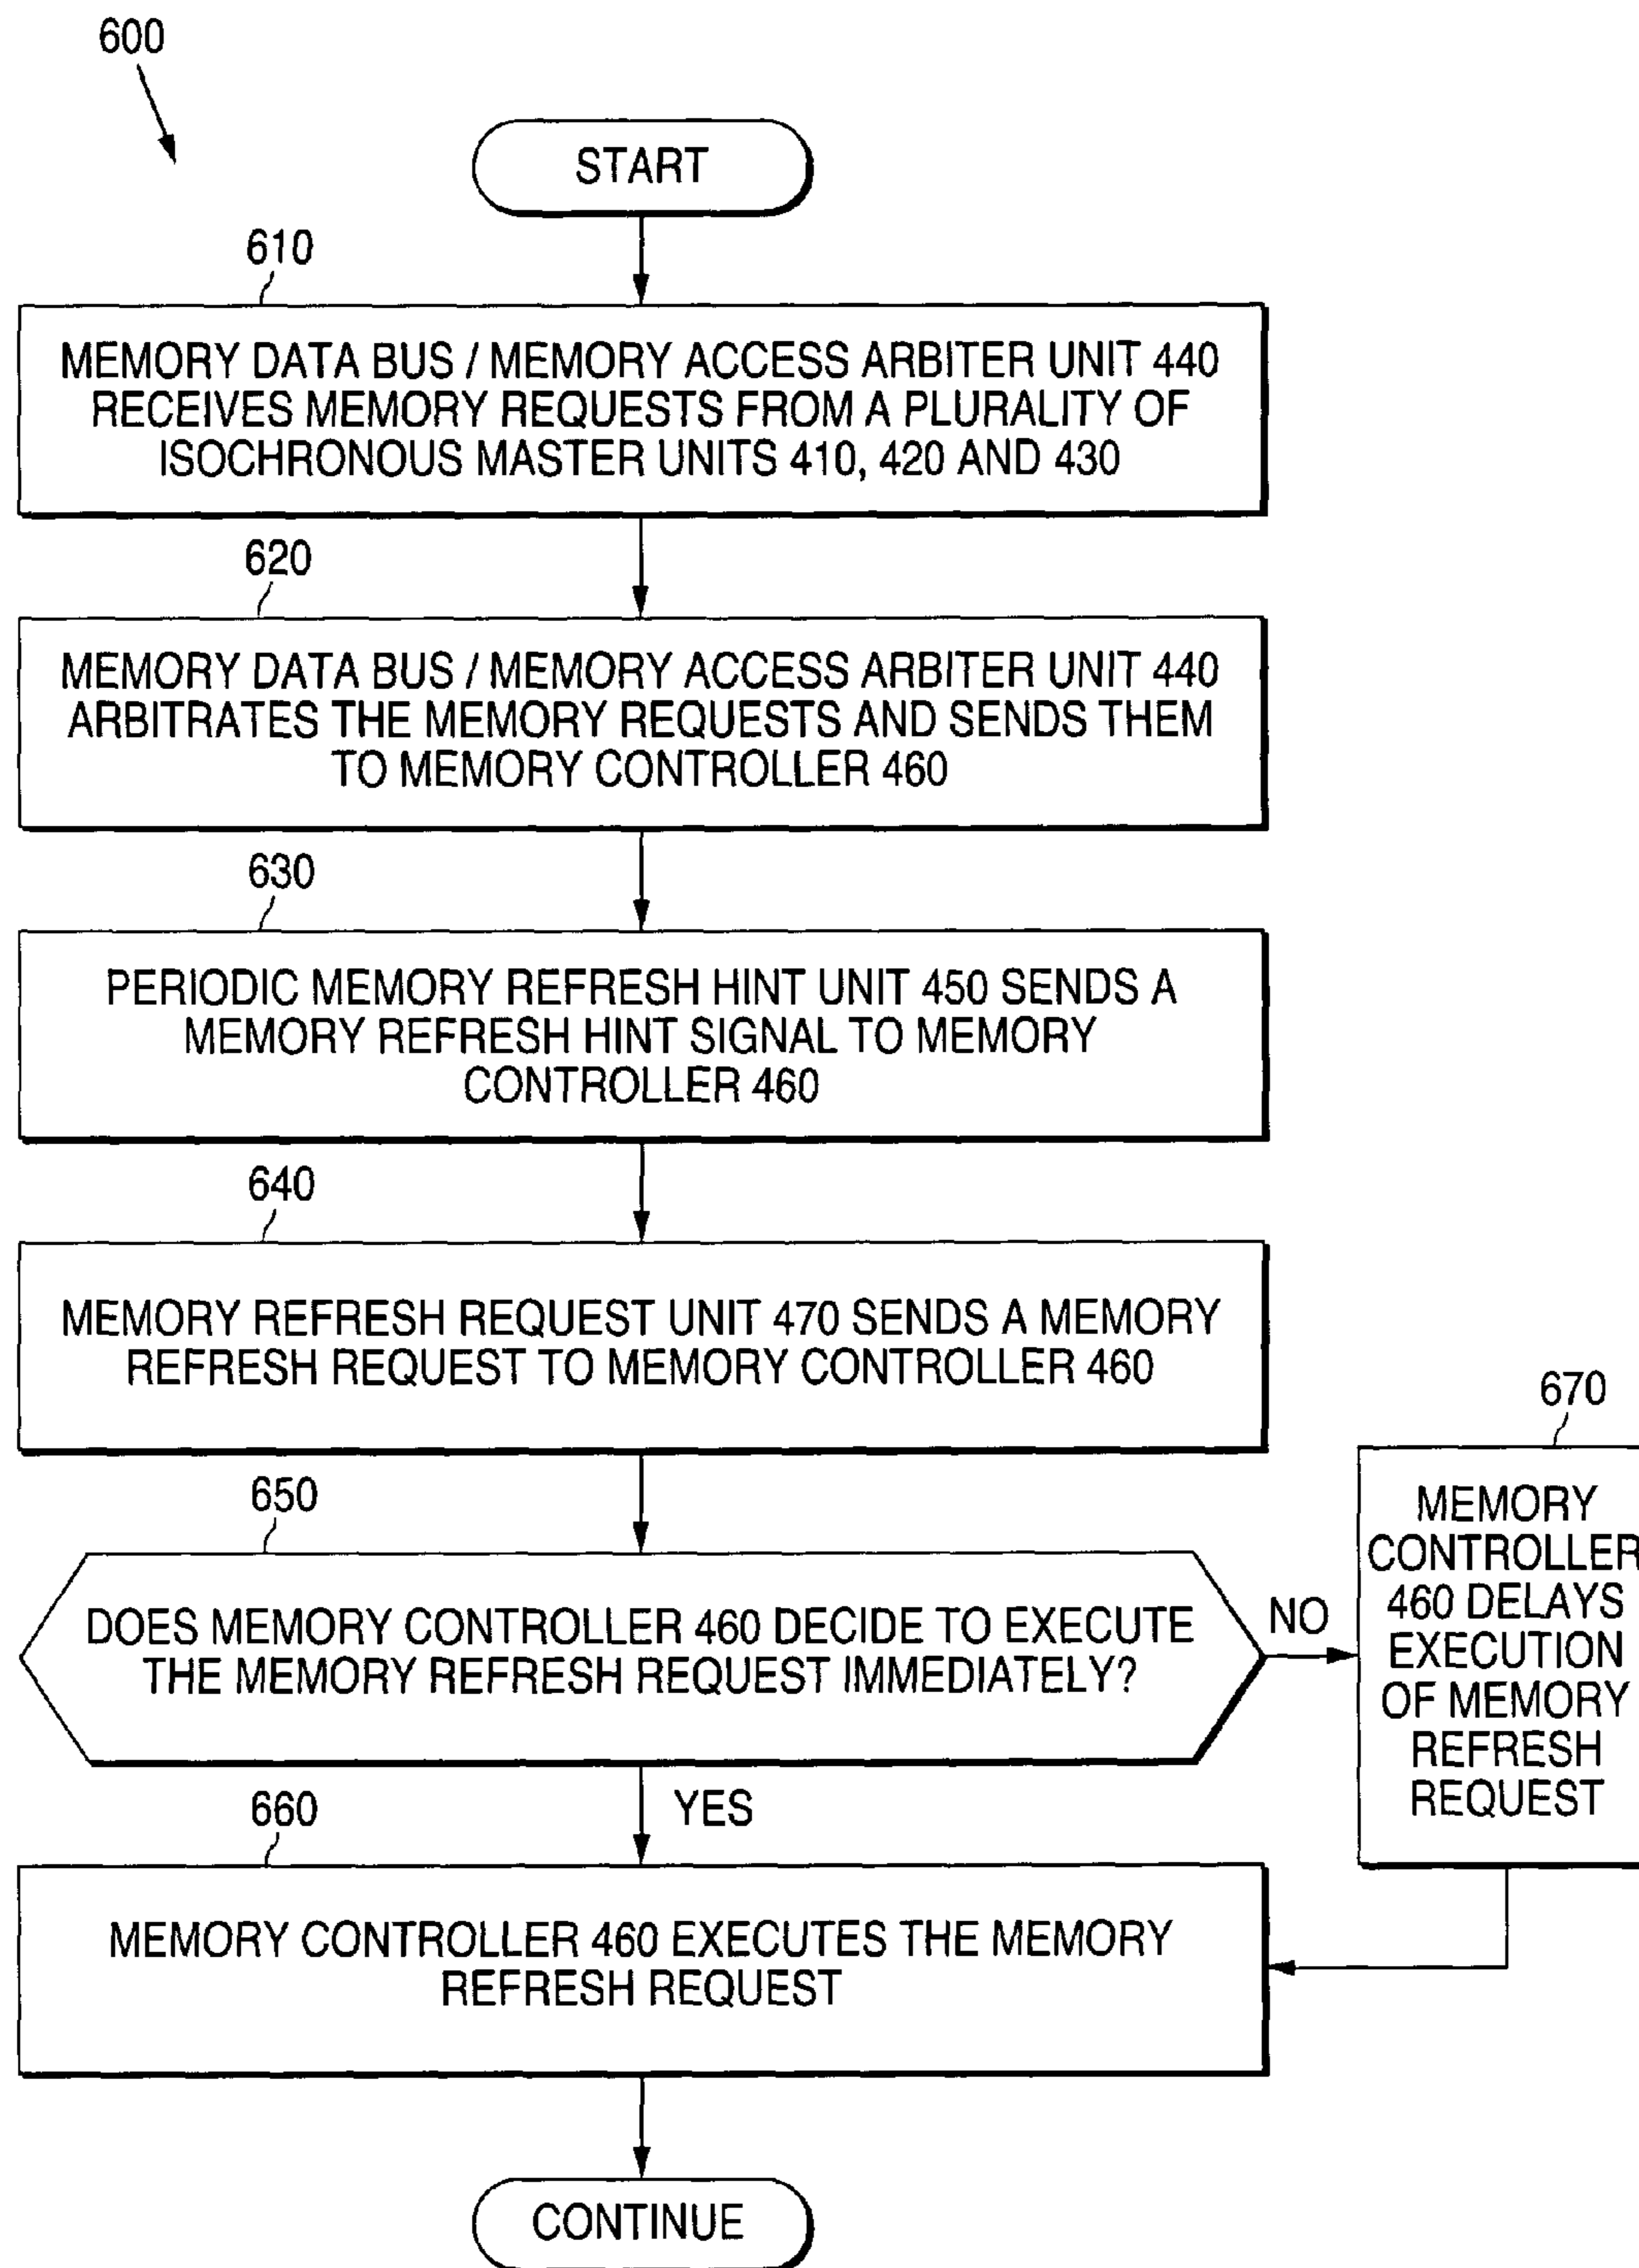 600
START
610
MEMORY DATA BUS / MEMORY ACCESS ARBITER UNIT 440
RECEIVES MEMORY REQUESTS FROM A PLURALITY OF
ISOCHRONOUS MASTER UNITS 410, 420 AND 430
620
MEMORY DATA BUS / MEMORY ACCESS ARBITER UNIT 440
ARBITRATES THE MEMORY REQUESTS AND SENDS THEM
TO MEMORY CONTROLLER 460
630
PERIODIC MEMORY REFRESH HINT UNIT 450 SENDS A
MEMORY REFRESH HINT SIGNAL TO MEMORY
CONTROLLER 460
640
MEMORY REFRESH REQUEST UNIT 470 SENDS A MEMORY
REFRESH REQUEST TO MEMORY CONTROLLER 460
650
DOES MEMORY CONTROLLER 460 DECIDE TO EXECUTE
THE MEMORY REFRESH REQUEST IMMEDIATELY?
NO
670
MEMORY
CONTROLLER
460 DELAYS
EXECUTION
OF MEMORY
REFRESH
REQUEST
YES
660
MEMORY CONTROLLER 460 EXECUTES THE MEMORY
REFRESH REQUEST
CONTINUE